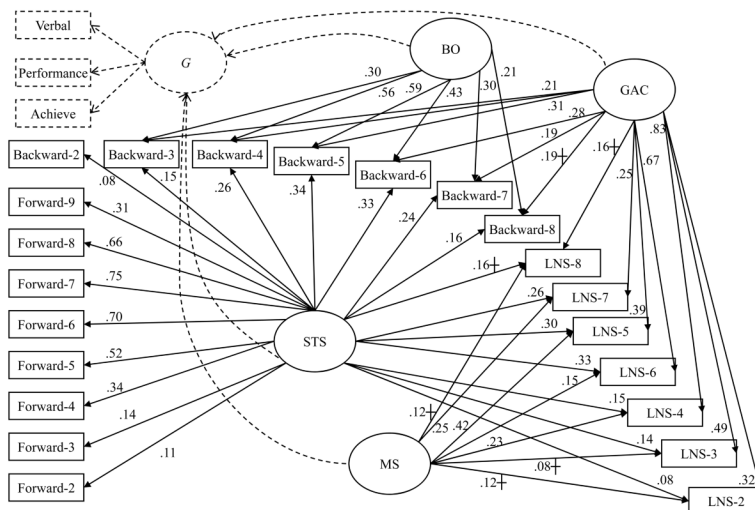 Verbal
G
BO
Performance
GAC
Achieve
.30
.56
.59
.43
.30
.21
.21
.31
.28
.83
Backward-2
Backward-3
Backward-4
Backward-5
Backward-6
Backward-7
Backward-8
.19
.19+
.16+
.67
.25
.08
.15
.26
.34
.33
.24
.16
Forward-9
.31
Forward-8
.66
LNS-8
.16+
Forward-7
.75
.26
LNS-7
Forward-6
.70
STS
.30
LNS-5
.39
Forward-5
.52
.33
LNS-6
.15
Forward-4
.34
.12+
.15
LNS-4
.25
.42
Forward-3
.14
.23
.14
LNS-3
.49
MS
.08+
Forward-2
.11
.12+
.08
LNS-2
.32